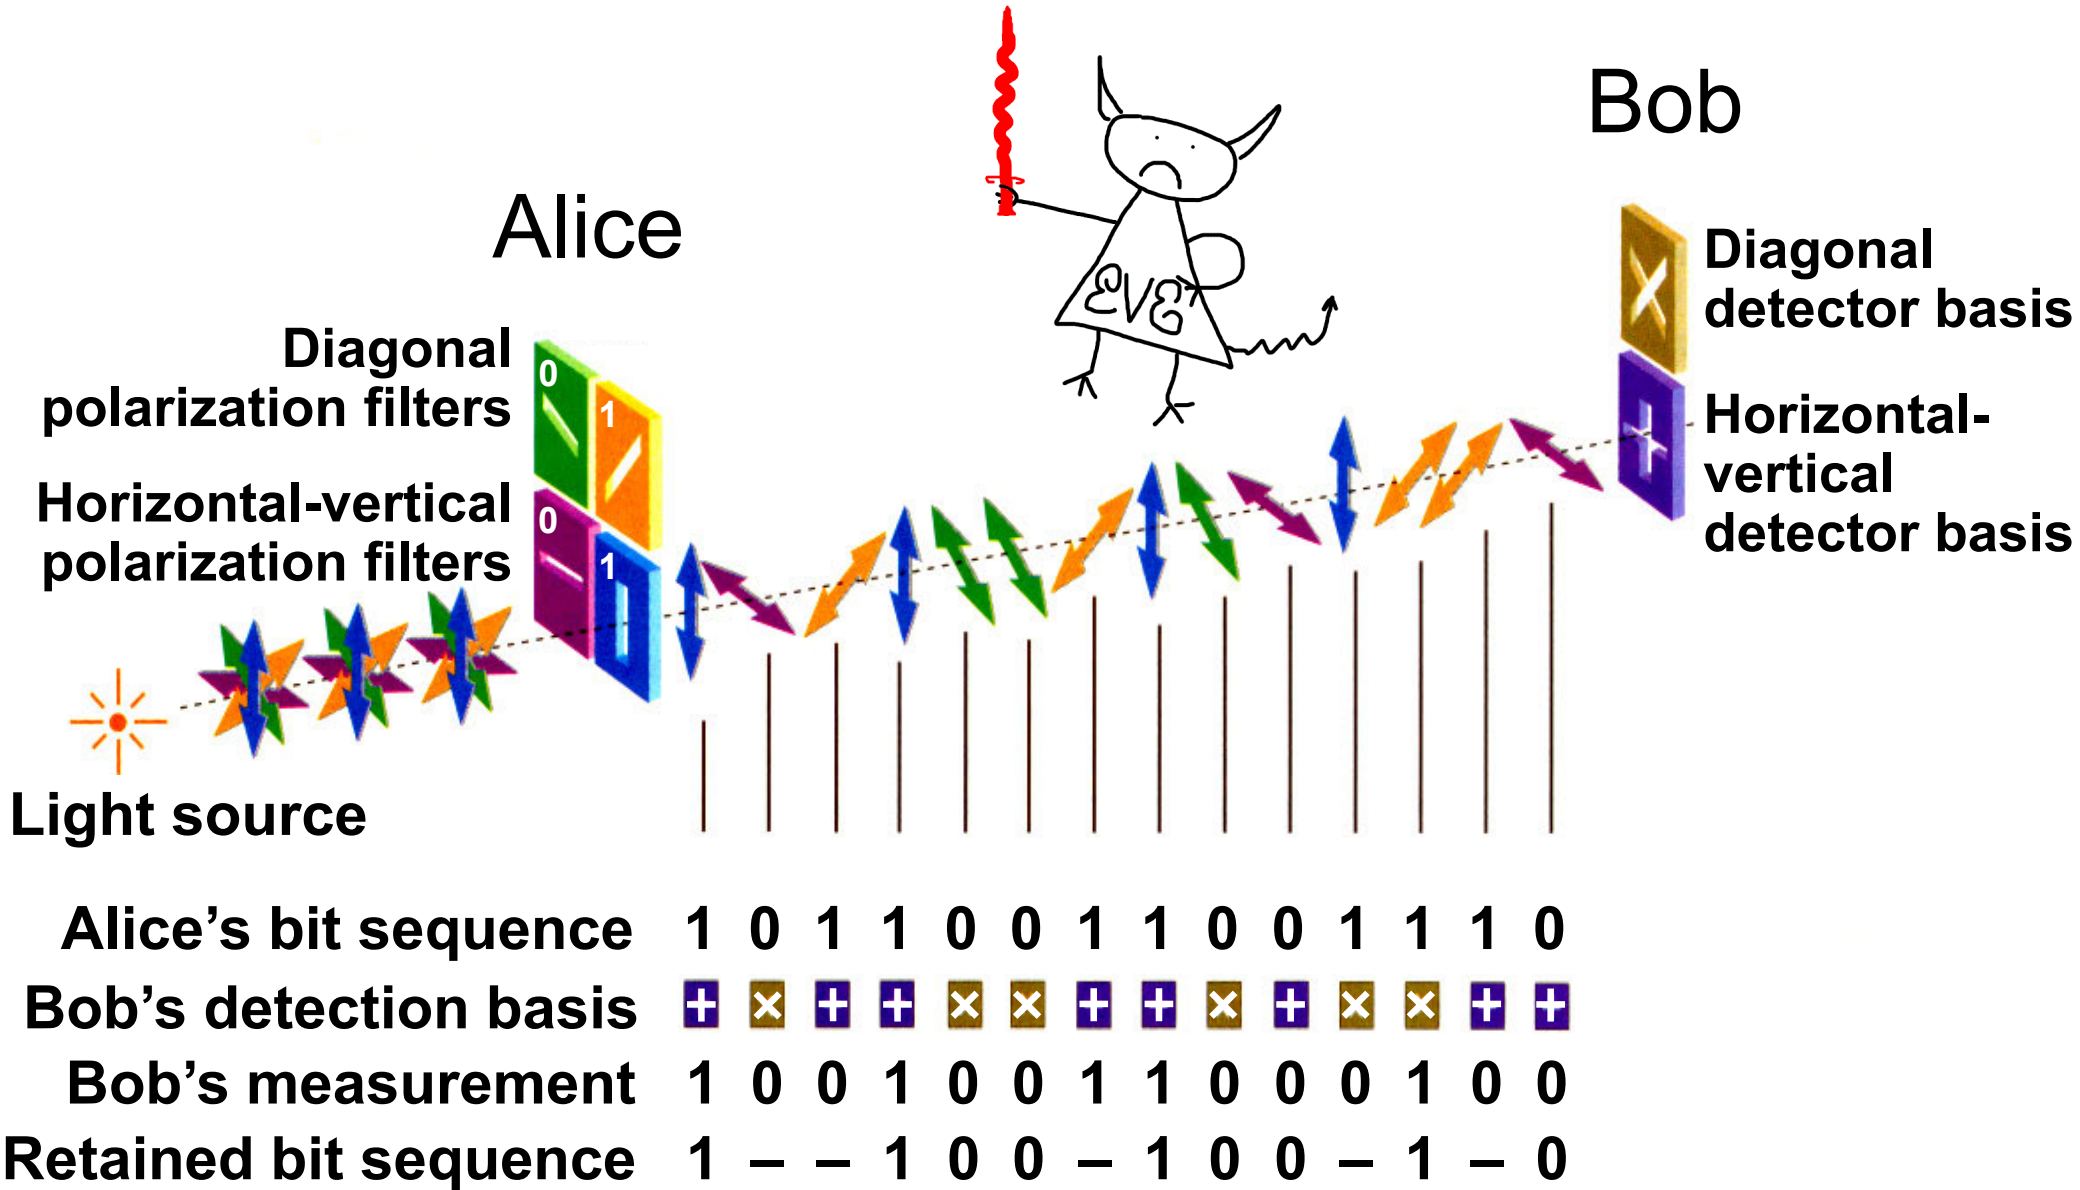 Bob
Alice
EVE
Diagonal
detector basis
Diagonal
polarization filters
0
1
Horizontal-
vertical
detector basis
Horizontal-vertical
polarization filters
0
1
Light source
Alice’s bit sequence 1 0 1 1 0 0 1 1 0 0 1 1 1 0
Bob’s detection basis + × + + × × + + × + × × + +
Bob’s measurement 1 0 0 1 0 0 1 1 0 0 0 1 0 0
Retained bit sequence 1 – – 1 0 0 – 1 0 0 – 1 – 0